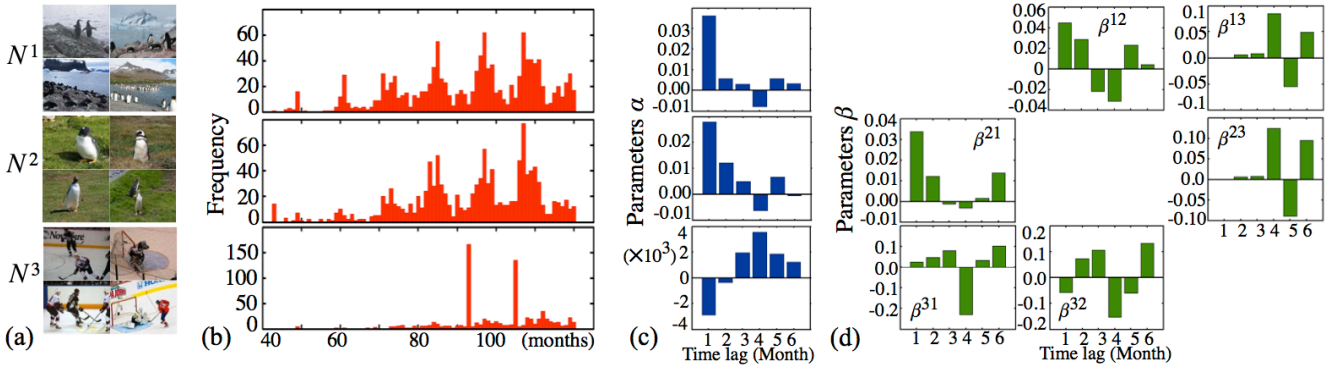 (a)
N¹
N²
N³
(b)
Frequency
60
40
20
0
60
40
20
0
150
100
50
0
40 60 80 100 (months)
(c)
Parameters α
0.03
0.02
0.01
0.00
-0.01
0.02
0.01
0.00
-0.01
(×10³)
4
2
0
-2
-4
1 2 3 4 5 6
Time lag (Month)
(d)
Parameters β
β¹²
0.06
0.04
0.02
0
-0.02
-0.04
β¹³
0.1
0.05
0.0
-0.05
-0.1
β²¹
0.04
0.03
0.02
0.01
0.00
-0.01
β²³
0.10
0.05
0.00
-0.05
-0.10
1 2 3 4 5 6
β³¹
0.1
0.0
-0.1
-0.2
1 2 3 4 5 6
β³²
0.2
0.1
0.0
-0.1
-0.2
1 2 3 4 5 6
Time lag (Month)